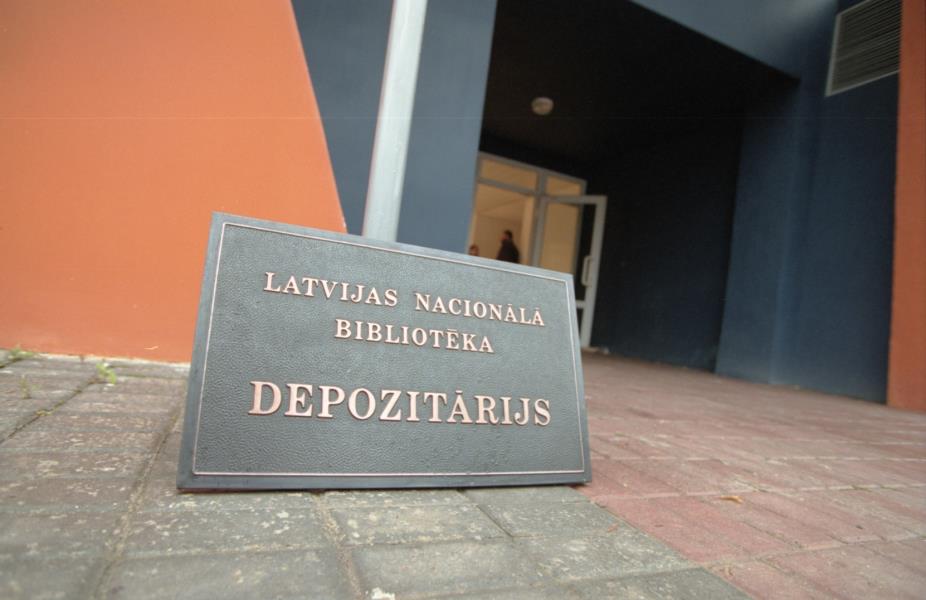 LATVIJAS NACIONĀLĀ
BIBLIOTĒKA
DEPOZITĀRIJS